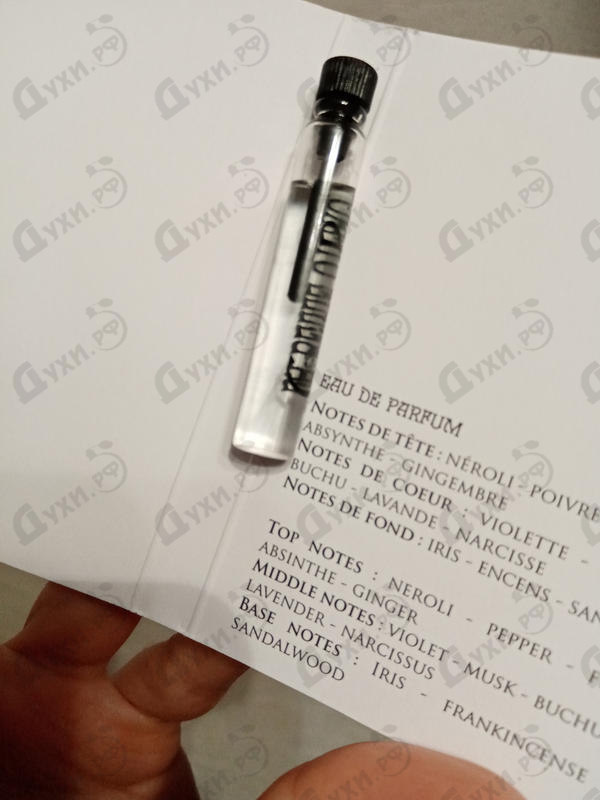 EAU DE PARFUM
NOTES DE TÊTE : NÉROLI - POIVRE
ABSYNTHE - GINGEMBRE
NOTES DE COEUR : VIOLETTE -
BUCHU - LAVANDE - NARCISSE
NOTES DE FOND : IRIS - ENCENS - SAN
TOP NOTES : NEROLI - PEPPER - F
ABSINTHE - GINGER
MIDDLE NOTES : VIOLET - MUSK - BUCHU
LAVENDER - NARCISSUS
BASE NOTES : IRIS - FRANKINCENSE
SANDALWOOD
Духи.рф